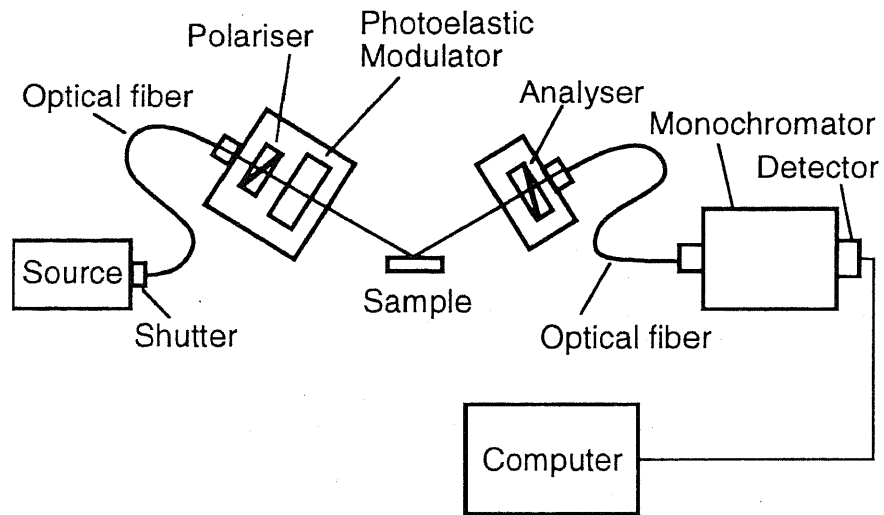 Polariser
Photoelastic
Modulator
Optical fiber
Analyser
Monochromator
Detector
Source
Shutter
Sample
Optical fiber
Computer